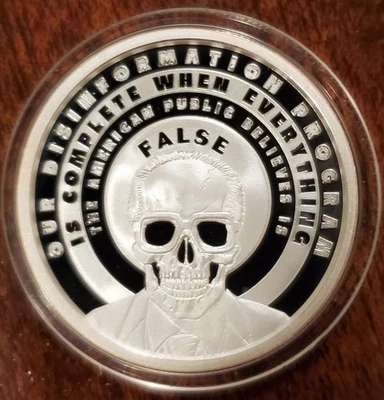 OUR DISINFORMATION PROGRAM
IS COMPLETE WHEN EVERYTHING
THE AMERICAN PUBLIC BELIEVES IS
FALSE